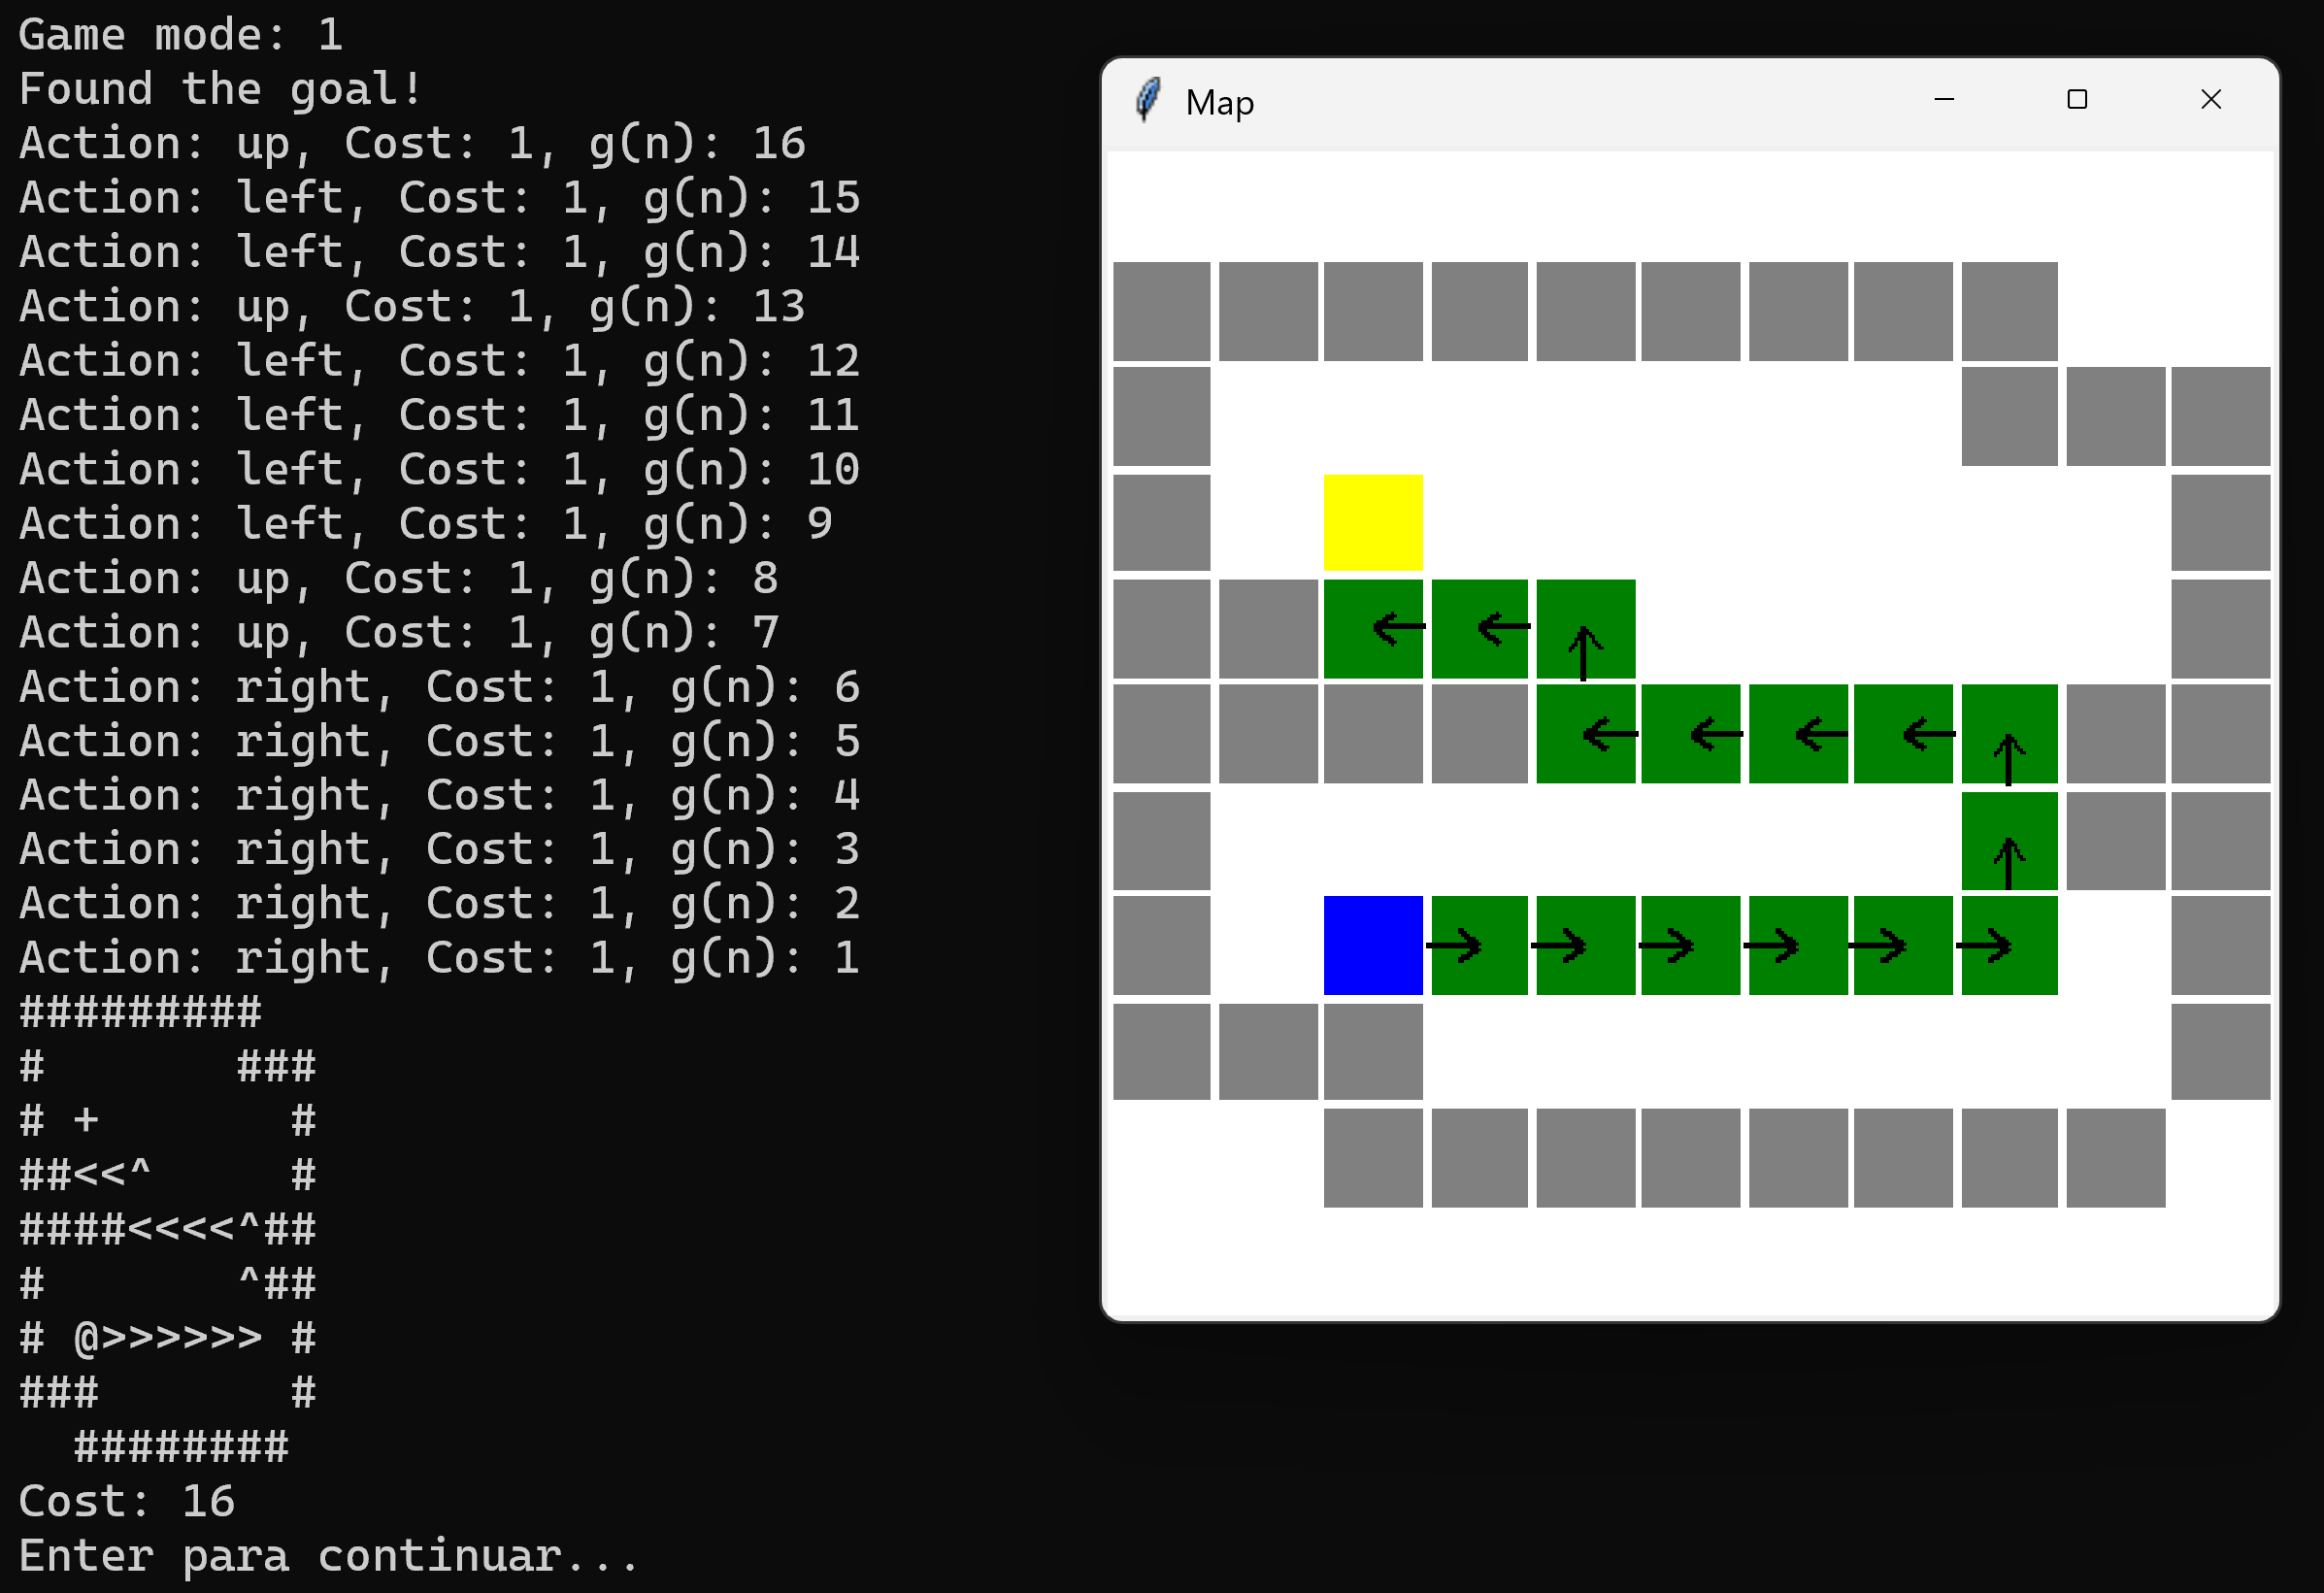 Game mode: 1
Found the goal!
Action: up, Cost: 1, g(n): 16
Action: left, Cost: 1, g(n): 15
Action: left, Cost: 1, g(n): 14
Action: up, Cost: 1, g(n): 13
Action: left, Cost: 1, g(n): 12
Action: left, Cost: 1, g(n): 11
Action: left, Cost: 1, g(n): 10
Action: left, Cost: 1, g(n): 9
Action: up, Cost: 1, g(n): 8
Action: up, Cost: 1, g(n): 7
Action: right, Cost: 1, g(n): 6
Action: right, Cost: 1, g(n): 5
Action: right, Cost: 1, g(n): 4
Action: right, Cost: 1, g(n): 3
Action: right, Cost: 1, g(n): 2
Action: right, Cost: 1, g(n): 1
#########
#       ###
# +       #
##<<^     #
####<<<<^##
#       ^##
# @>>>>>> #
###       #
  ########
Cost: 16
Enter para continuar...
Map